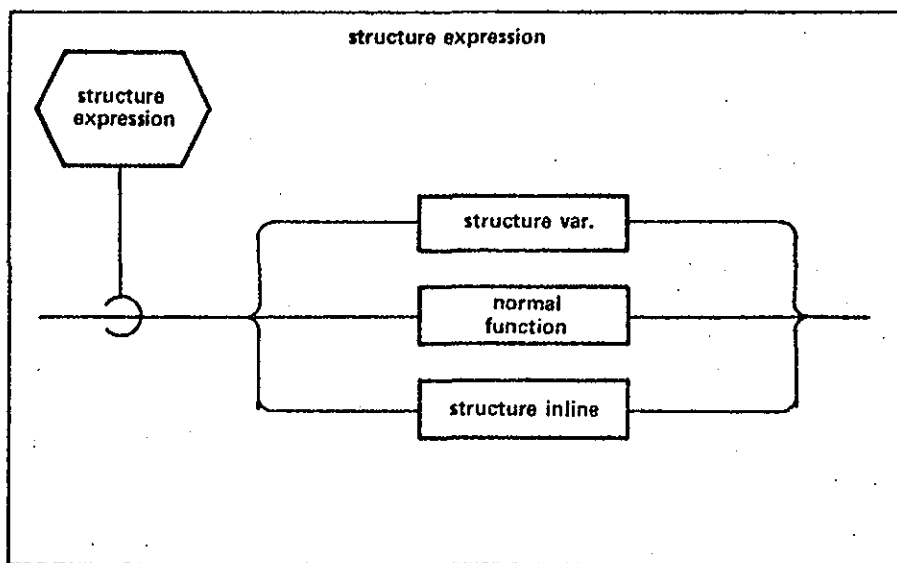 structure expression
structure
expression
structure var.
normal
function
structure inline